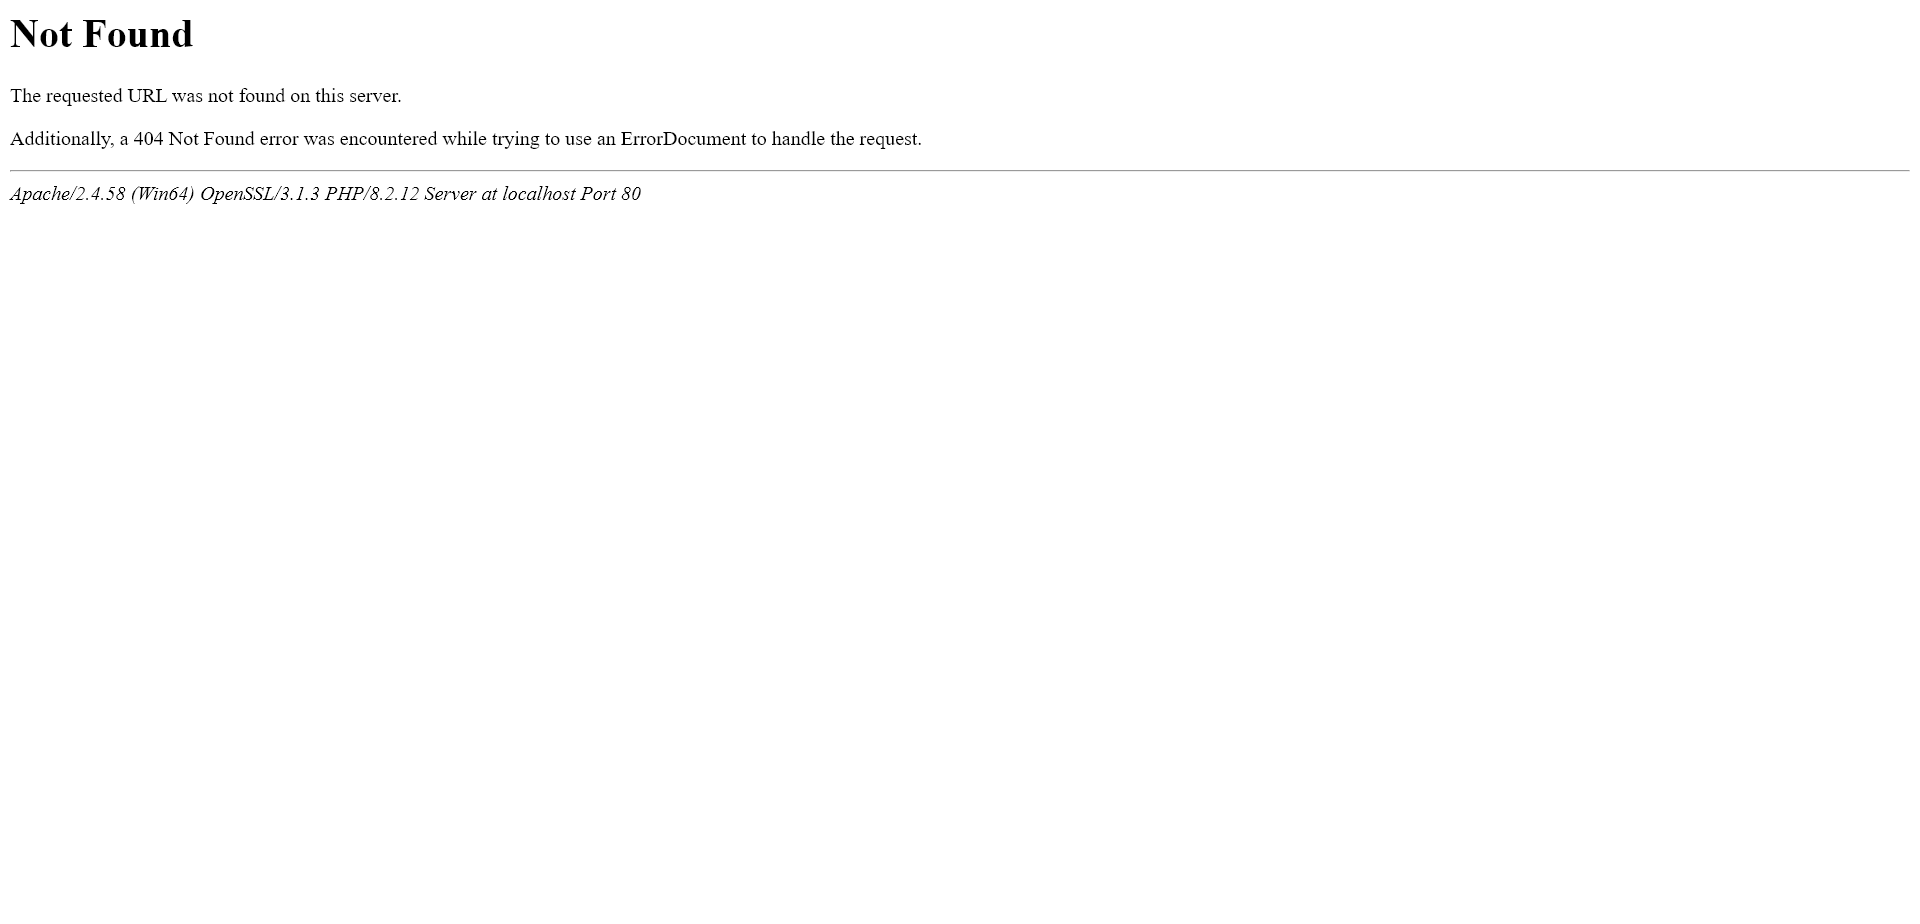 Not Found
The requested URL was not found on this server.
Additionally, a 404 Not Found error was encountered while trying to use an ErrorDocument to handle the request.
Apache/2.4.58 (Win64) OpenSSL/3.1.3 PHP/8.2.12 Server at localhost Port 80